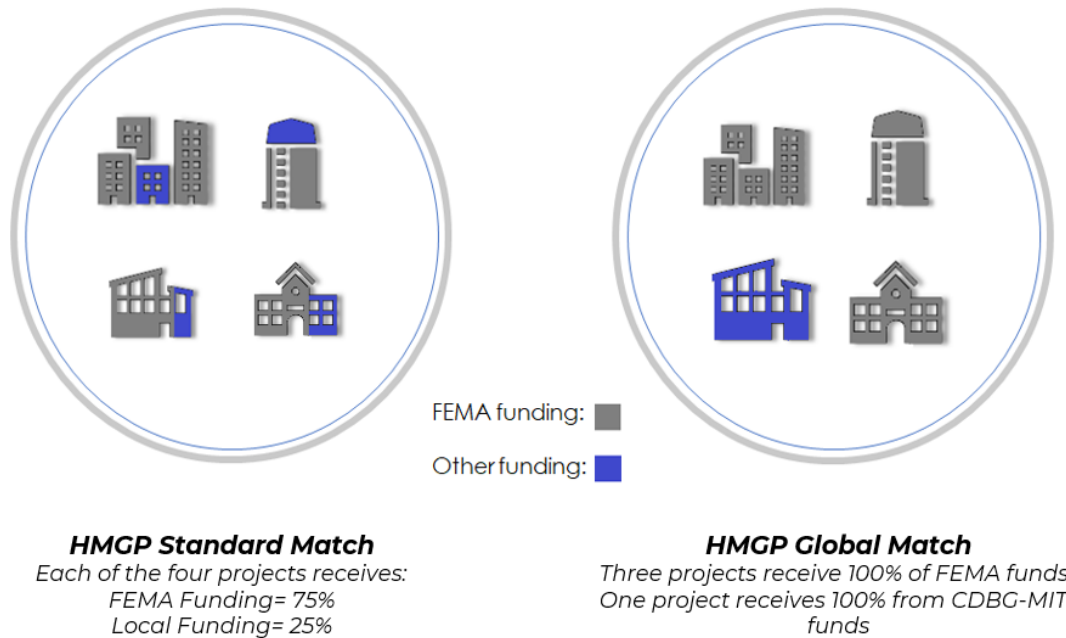 FEMA funding:
Other funding:
HMGP Standard Match
Each of the four projects receives:
FEMA Funding= 75%
Local Funding= 25%
HMGP Global Match
Three projects receive 100% of FEMA funds
One project receives 100% from CDBG-MIT
funds